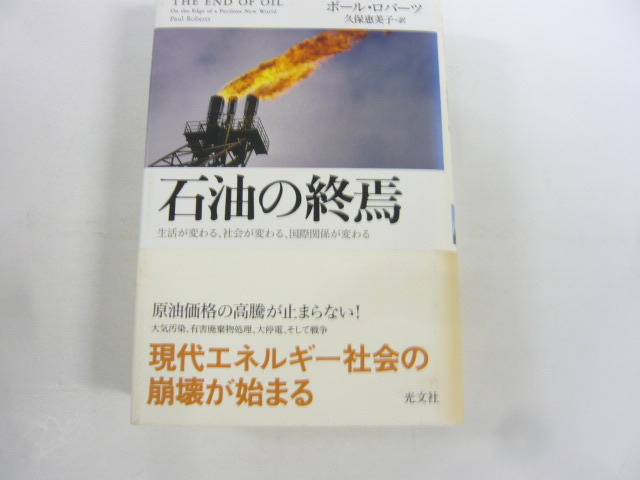 THE END OF OIL
On the Edge of a Perilous New World
Paul Roberts
ポール・ロバーツ
久保恵美子・訳
石油の終焉
生活が変わる、社会が変わる、国際関係が変わる
原油価格の高騰が止まらない!
大気汚染、有害廃棄物処理、大停電、そして戦争
現代エネルギー社会の
崩壊が始まる
光文社